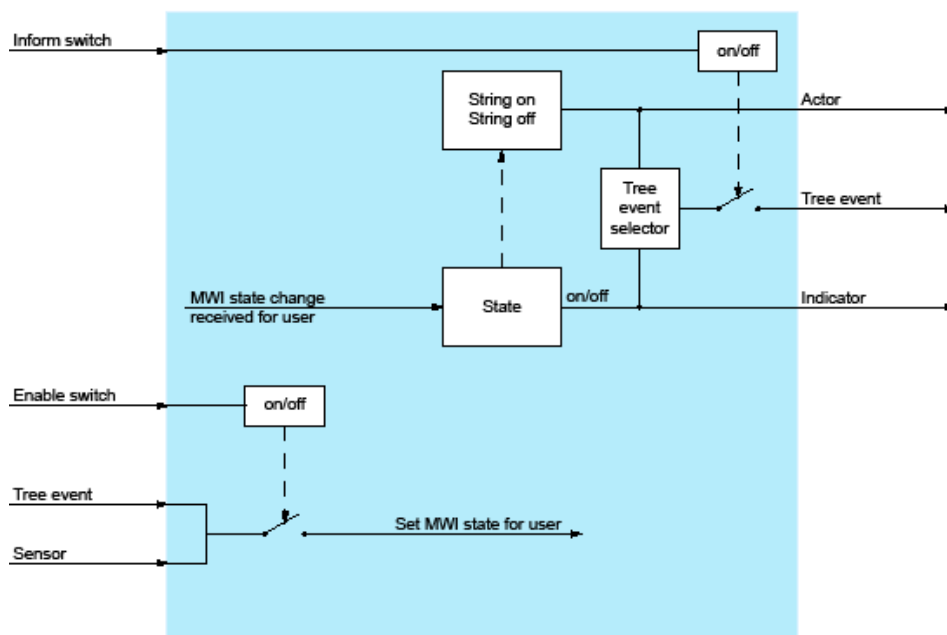 Inform switch
on/off
String on
String off
Actor
Tree
event
selector
Tree event
MWI state change
received for user
State
on/off
Indicator
Enable switch
on/off
Tree event
Set MWI state for user
Sensor